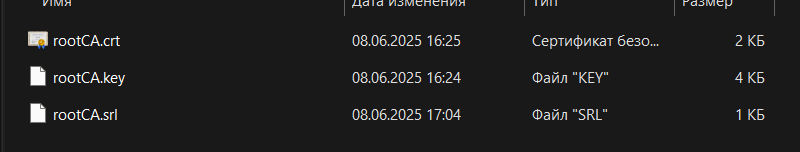 Имя Дата изменения Тип Размер
rootCA.crt 08.06.2025 16:25 Сертификат безо... 2 КБ
rootCA.key 08.06.2025 16:24 Файл "KEY" 4 КБ
rootCA.srl 08.06.2025 17:04 Файл "SRL" 1 КБ